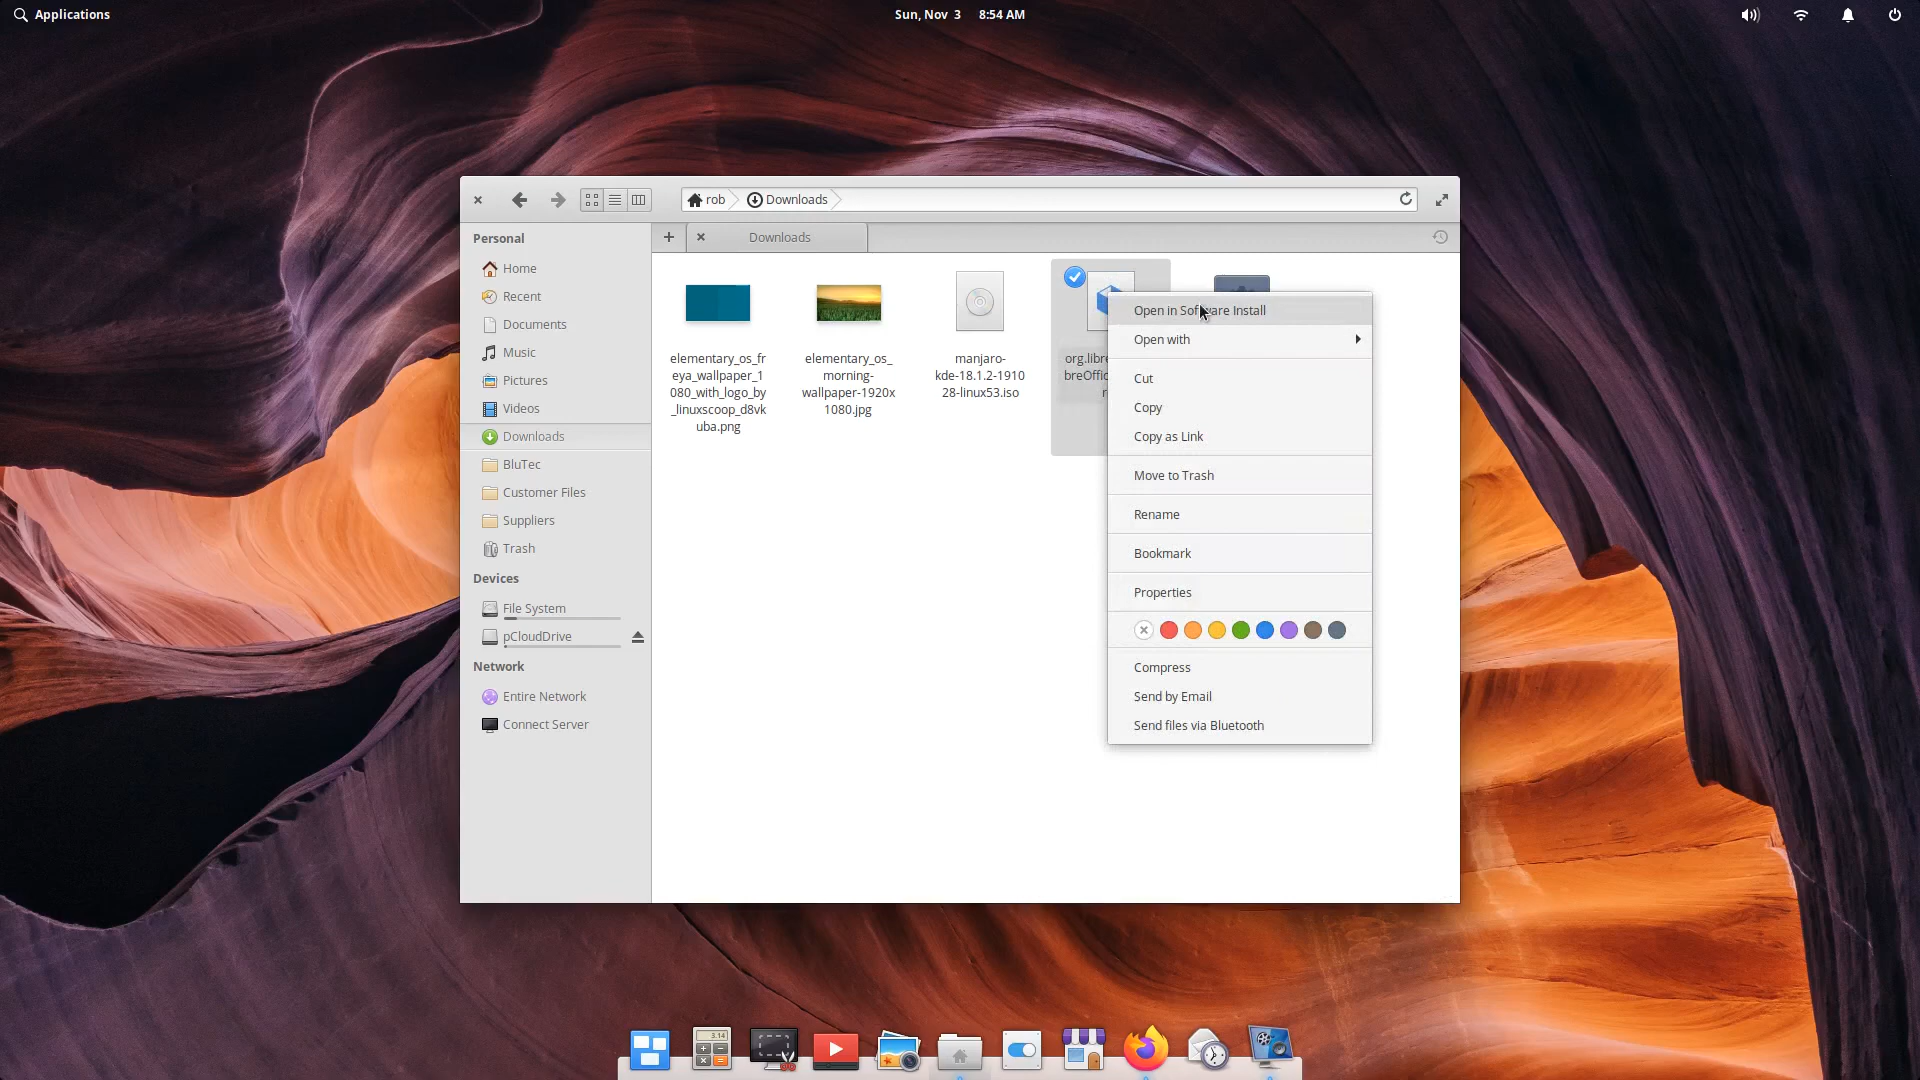 Applications
Sun, Nov 3 8:54 AM
rob Downloads
Downloads
Personal
Home
Recent
Documents
Music
Pictures
Videos
Downloads
BluTec
Customer Files
Suppliers
Trash
Devices
File System
pCloudDrive
Network
Entire Network
Connect Server
elementary_os_fr
eya_wallpaper_1
080_with_logo_by
_linuxscoop_d8vk
uba.png
elementary_os_
morning-
wallpaper-1920x
1080.jpg
manjaro-
kde-18.1.2-1910
28-linux53.iso
org.libre
breOffic
Open in Software Install
Open with
Cut
Copy
Copy as Link
Move to Trash
Rename
Bookmark
Properties
Compress
Send by Email
Send files via Bluetooth
3.14